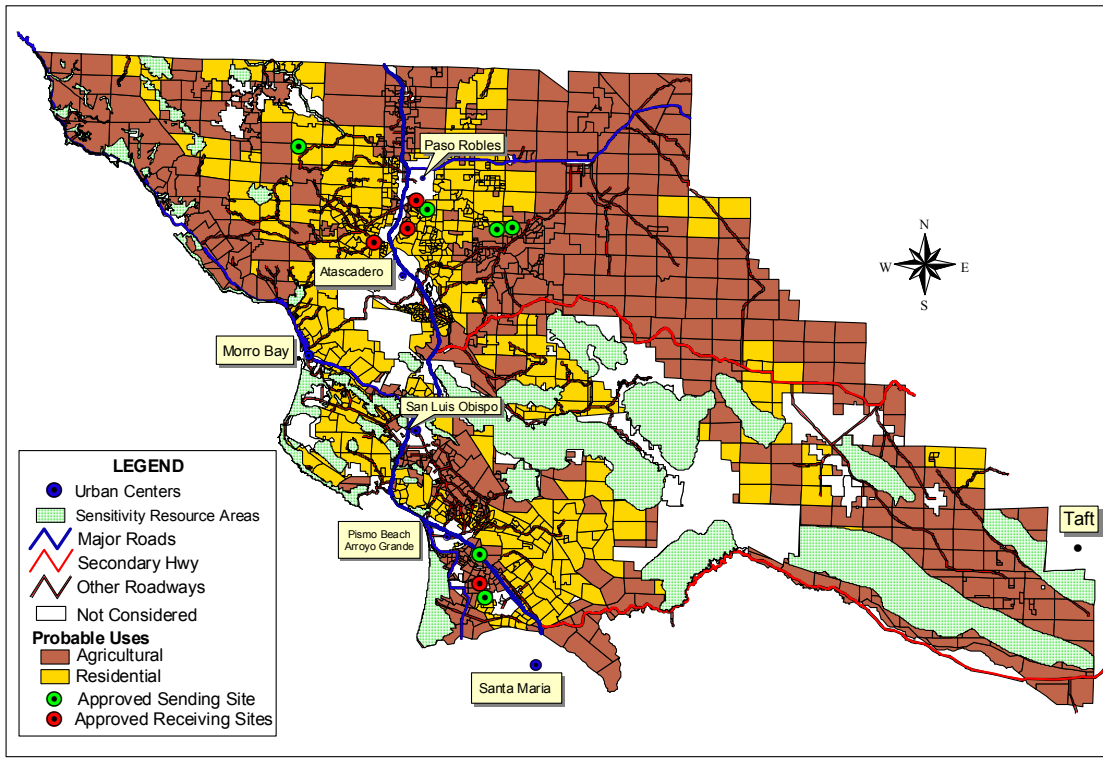 Paso Robles
N
W
E
S
Atascadero
Morro Bay
San Luis Obispo
LEGEND
Urban Centers
Sensitivity Resource Areas
Major Roads
Secondary Hwy
Other Roadways
Not Considered
Probable Uses
Agricultural
Residential
Approved Sending Site
Approved Receiving Sites
Pismo Beach
Arroyo Grande
Taft
Santa Maria